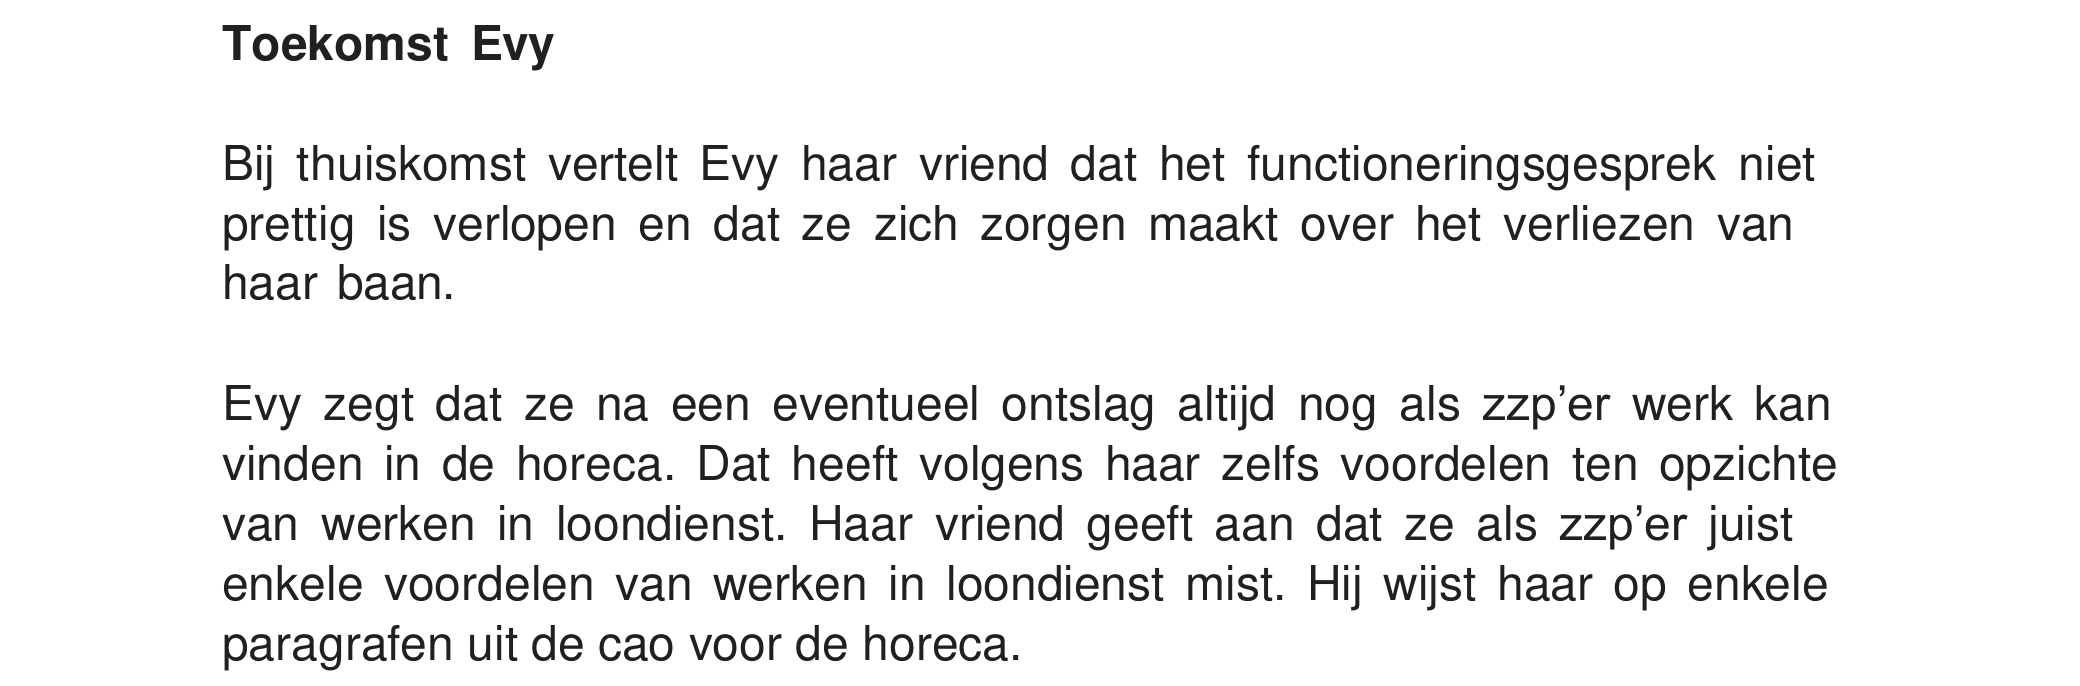 Toekomst Evy
Bij thuiskomst vertelt Evy haar vriend dat het functioneringsgesprek niet
prettig is verlopen en dat ze zich zorgen maakt over het verliezen van
haar baan.
Evy zegt dat ze na een eventueel ontslag altijd nog als zzp’er werk kan
vinden in de horeca. Dat heeft volgens haar zelfs voordelen ten opzichte
van werken in loondienst. Haar vriend geeft aan dat ze als zzp’er juist
enkele voordelen van werken in loondienst mist. Hij wijst haar op enkele
paragrafen uit de cao voor de horeca.